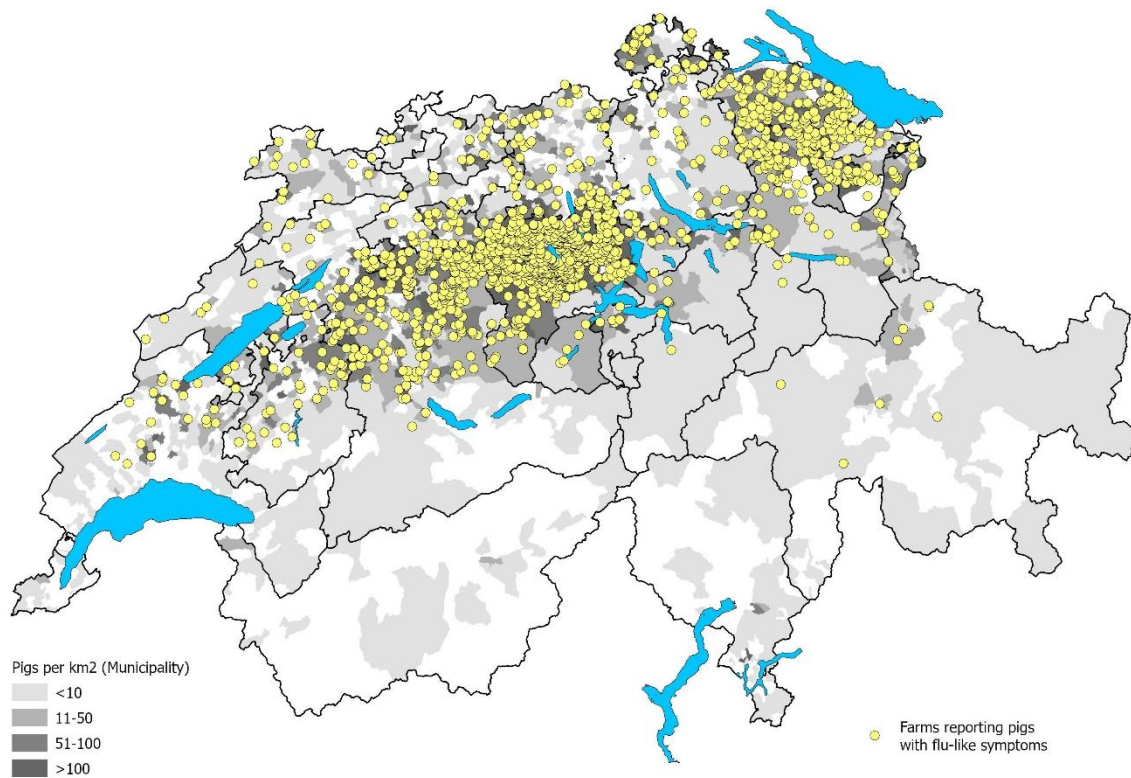 Pigs per km2 (Municipality)
<10
11-50
51-100
>100
Farms reporting pigs
with flu-like symptoms